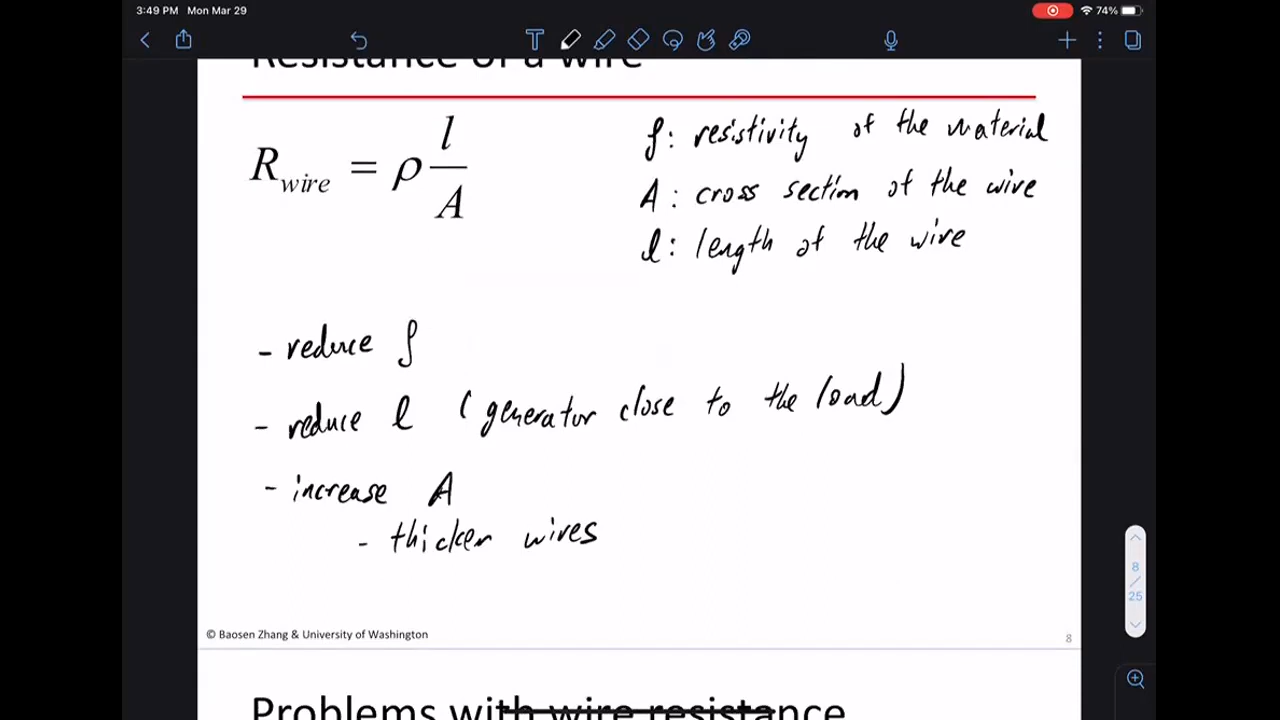 3:49 PM Mon Mar 29
74%
Resistance of a wire
R_wire = ρ l/A
ρ: resistivity of the material
A: cross section of the wire
l: length of the wire
- reduce ρ
- reduce l (generator close to the load)
- increase A
- thicker wires
8
/
25
© Baosen Zhang & University of Washington
8
Problems with wire resistance